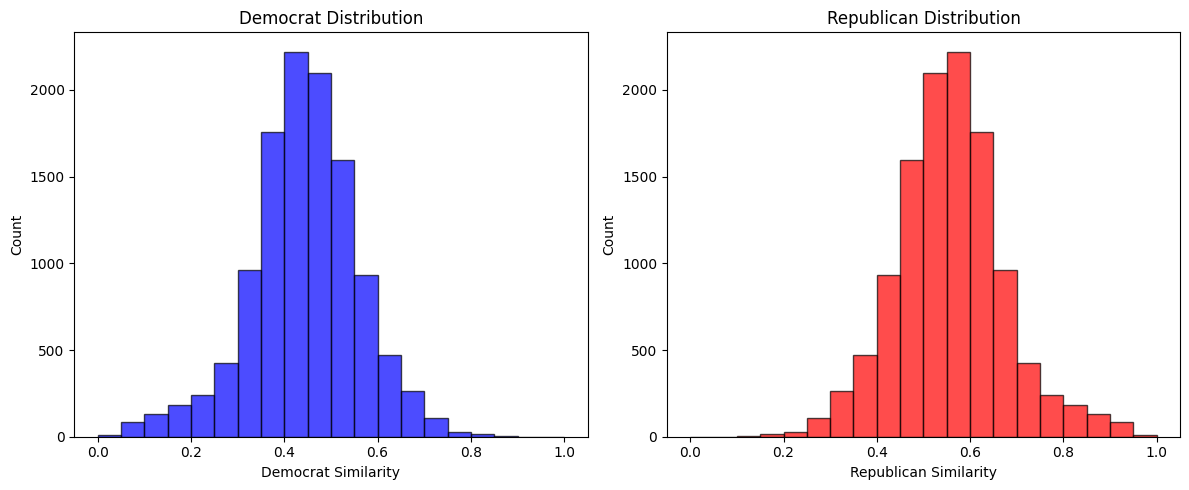 Democrat Distribution
Count
2000
1500
1000
500
0
0.0 0.2 0.4 0.6 0.8 1.0
Democrat Similarity
Republican Distribution
Count
2000
1500
1000
500
0
0.0 0.2 0.4 0.6 0.8 1.0
Republican Similarity